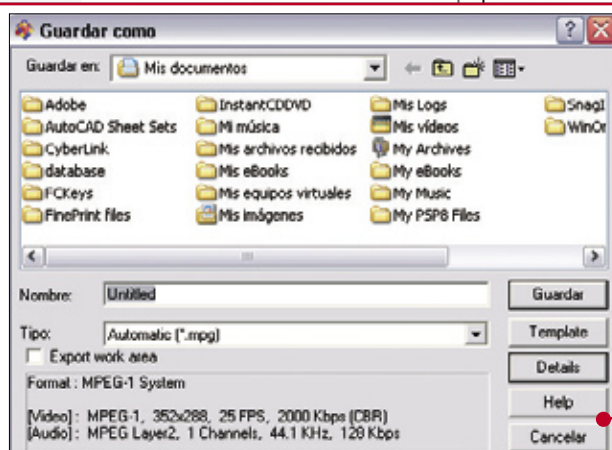 Guardar como
Guardar en: Mis documentos
Adobe
AutoCAD Sheet Sets
CyberLink
database
FCKeys
FinePrint files
InstantCDDVD
Mi música
Mis archivos recibidos
Mis eBooks
Mis equipos virtuales
Mis imágenes
Mis Logs
Mis vídeos
My Archives
My eBooks
My Music
My PSP8 Files
SnagI
WinOr
Nombre: Untitled
Guardar
Tipo: Automatic (*.mpg)
Template
Export work area
Details
Format : MPEG-1 System
Help
[Video] : MPEG-1, 352x288, 25 FPS, 2000 Kbps (CBR)
[Audio] : MPEG Layer2, 1 Channels, 44.1 KHz, 128 Kbps
Cancelar